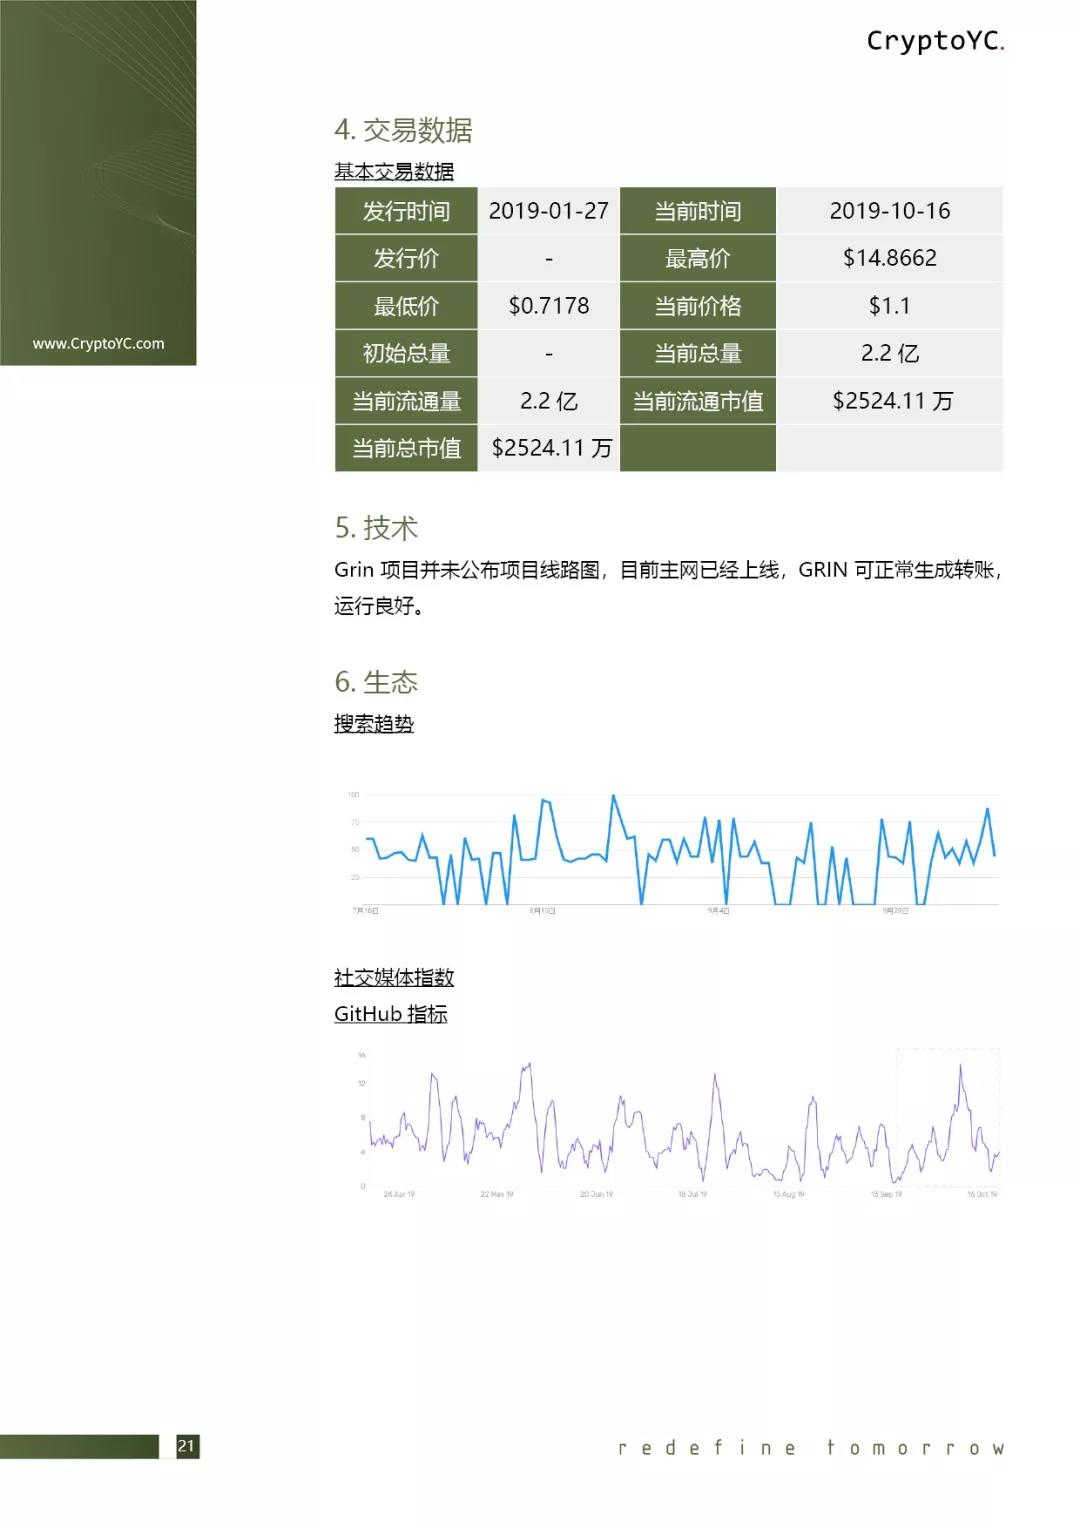 CryptoYC.
www.CryptoYC.com
4. 交易数据
基本交易数据
发行时间 2019-01-27 当前时间 2019-10-16
发行价 - 最高价 $14.8662
最低价 $0.7178 当前价格 $1.1
初始总量 - 当前总量 2.2 亿
当前流通量 2.2 亿 当前流通市值 $2524.11 万
当前总市值 $2524.11 万
5. 技术
Grin 项目并未公布项目线路图，目前主网已经上线，GRIN 可正常生成转账，
运行良好。
6. 生态
搜索趋势
100
75
50
25
7月16日 8月10日 9月4日 9月29日
社交媒体指数
GitHub 指标
16
12
8
4
0
24 Apr 19 22 May 19 20 Jun 19 18 Jul 19 15 Aug 19 13 Sep 19 16 Oct 19
21
redefine tomorrow